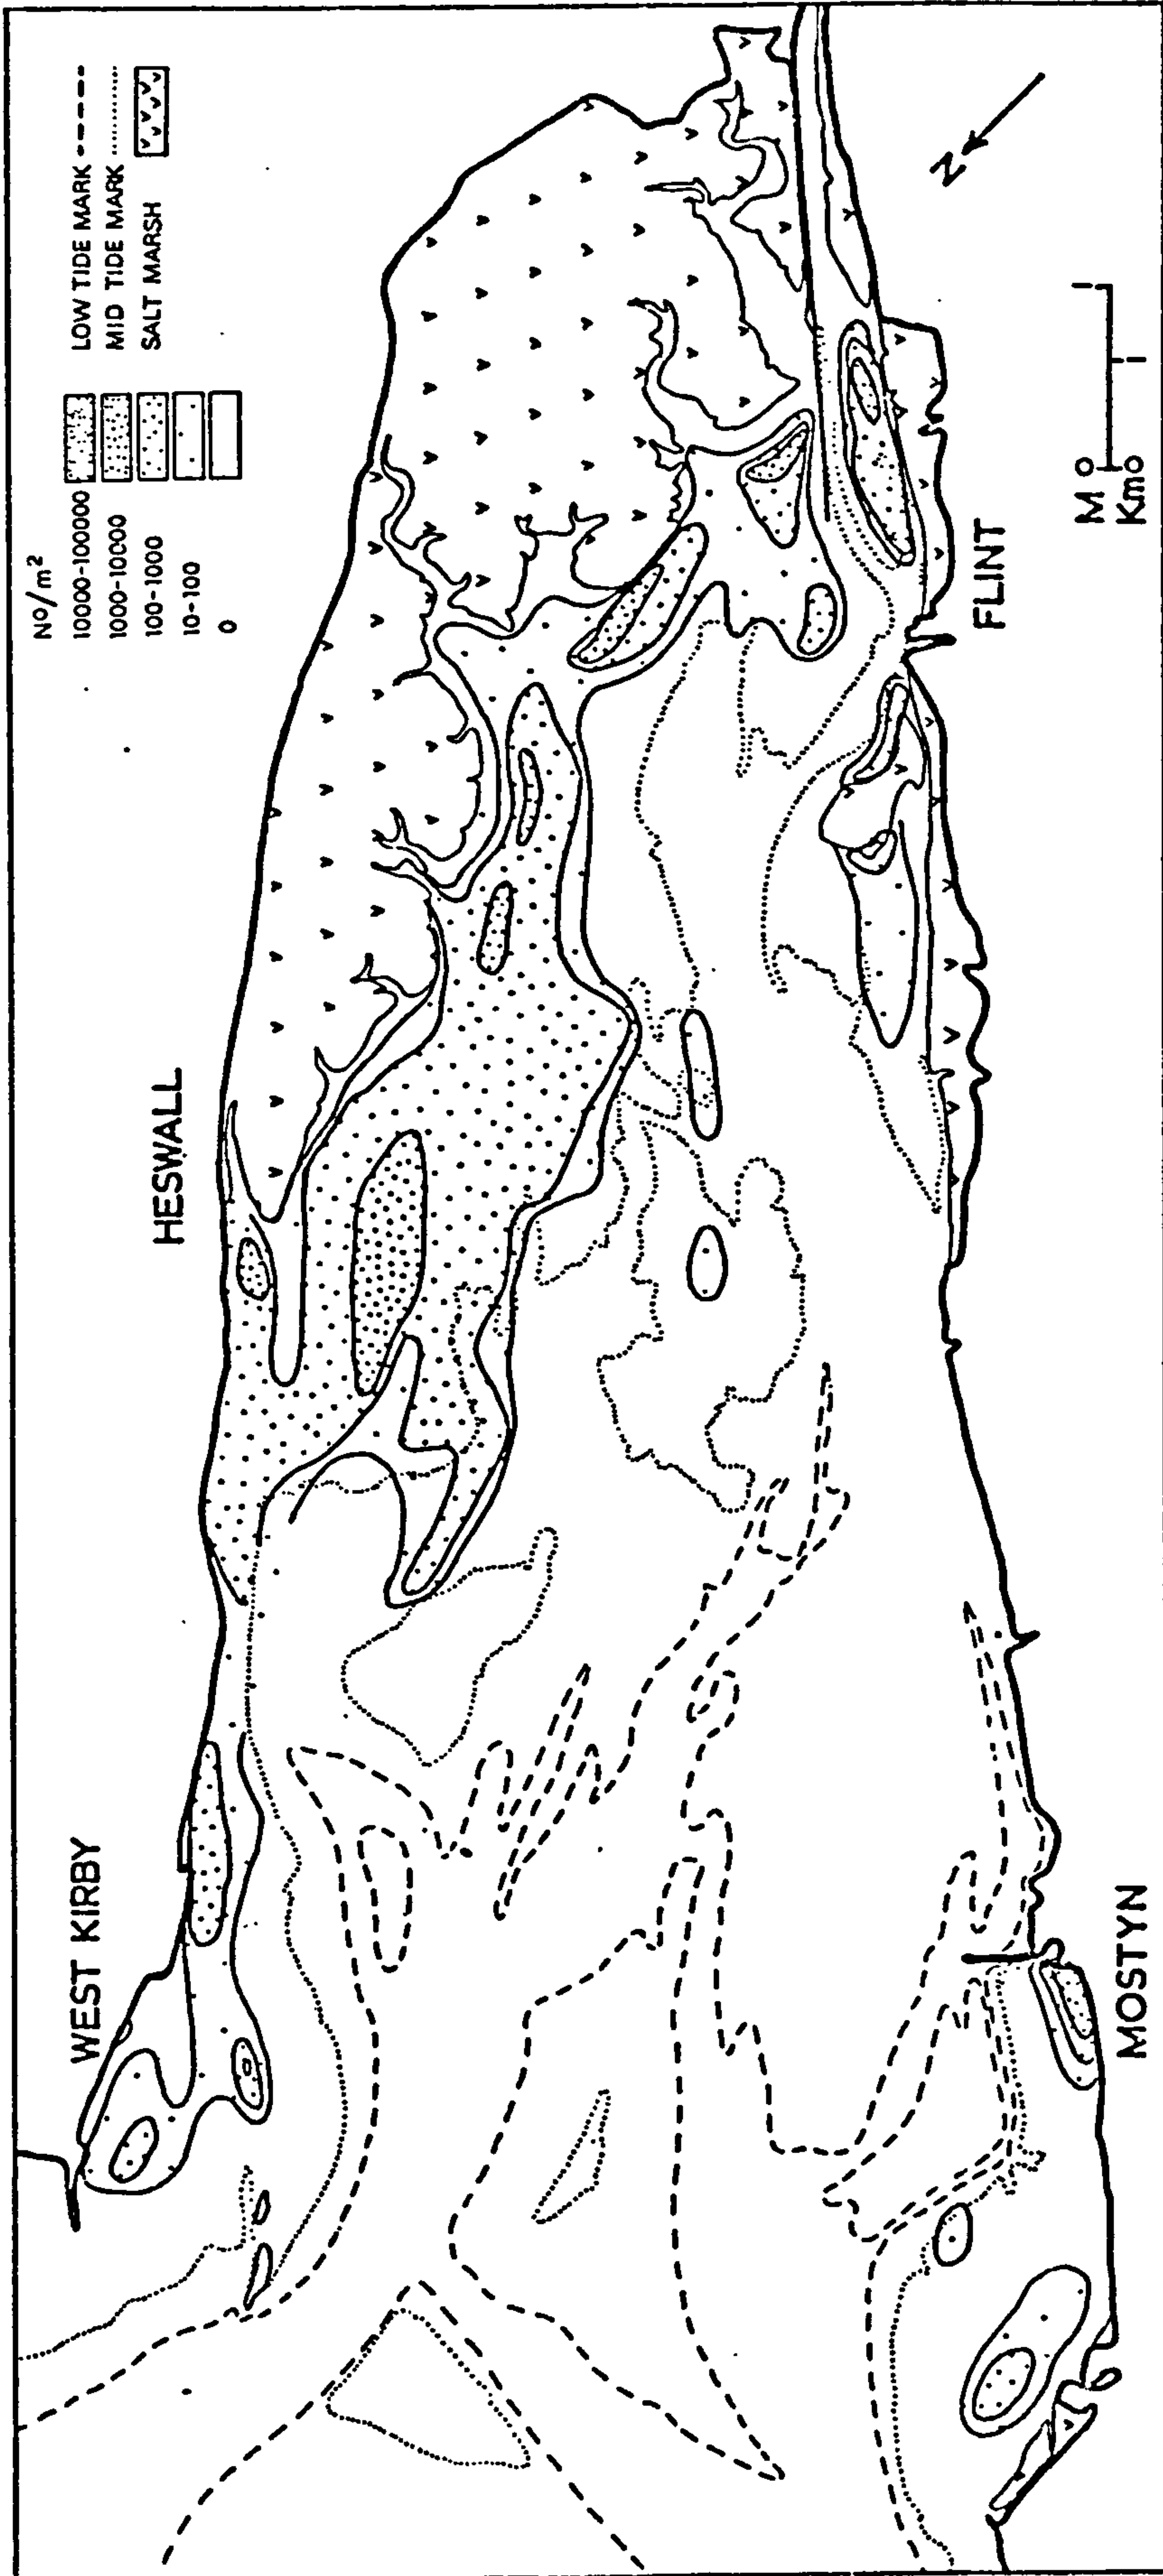 Nº/m²
10000-100000
1000-10000
100-1000
10-100
0
LOW TIDE MARK
MID TIDE MARK
SALT MARSH
WEST KIRBY
HESWALL
N
M 0 1
Km 0 1
FLINT
MOSTYN